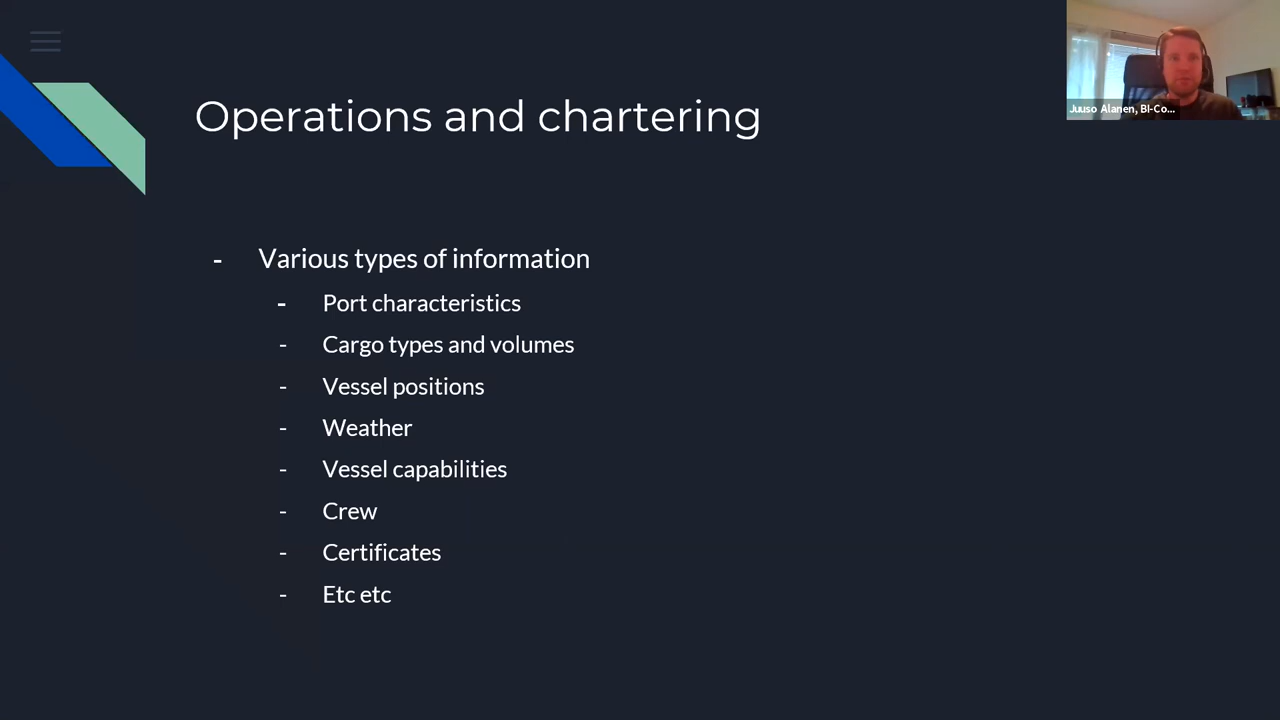 Operations and chartering
Juuso Alanen, BI-Co...
- Various types of information
- Port characteristics
- Cargo types and volumes
- Vessel positions
- Weather
- Vessel capabilities
- Crew
- Certificates
- Etc etc